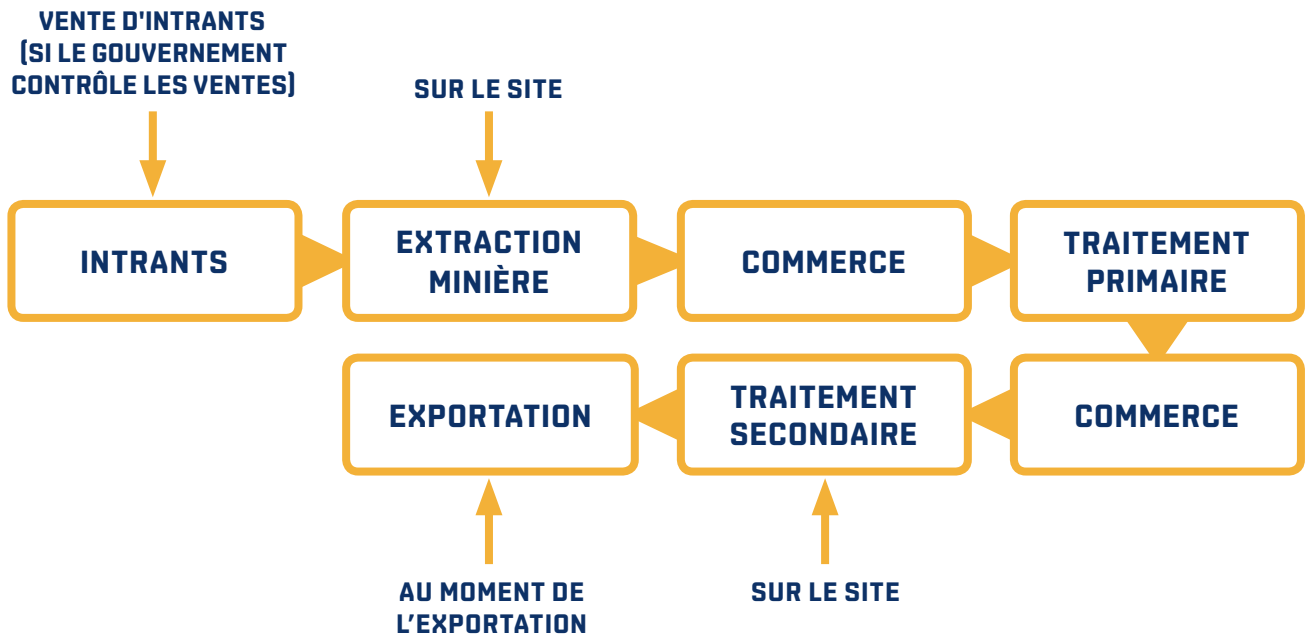 VENTE D'INTRANTS
(SI LE GOUVERNEMENT
CONTRÔLE LES VENTES)
SUR LE SITE
INTRANTS
EXTRACTION
MINIÈRE
COMMERCE
TRAITEMENT
PRIMAIRE
EXPORTATION
TRAITEMENT
SECONDAIRE
COMMERCE
AU MOMENT DE
L'EXPORTATION
SUR LE SITE